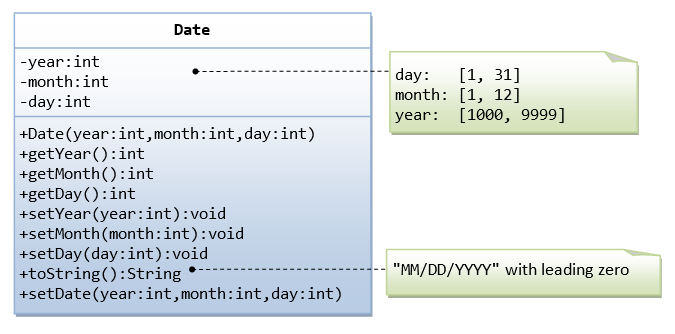 Date
-year:int
-month:int
-day:int
day:   [1, 31]
month: [1, 12]
year:  [1000, 9999]
+Date(year:int,month:int,day:int)
+getYear():int
+getMonth():int
+getDay():int
+setYear(year:int):void
+setMonth(month:int):void
+setDay(day:int):void
+toString():String
+setDate(year:int,month:int,day:int)
"MM/DD/YYYY" with leading zero